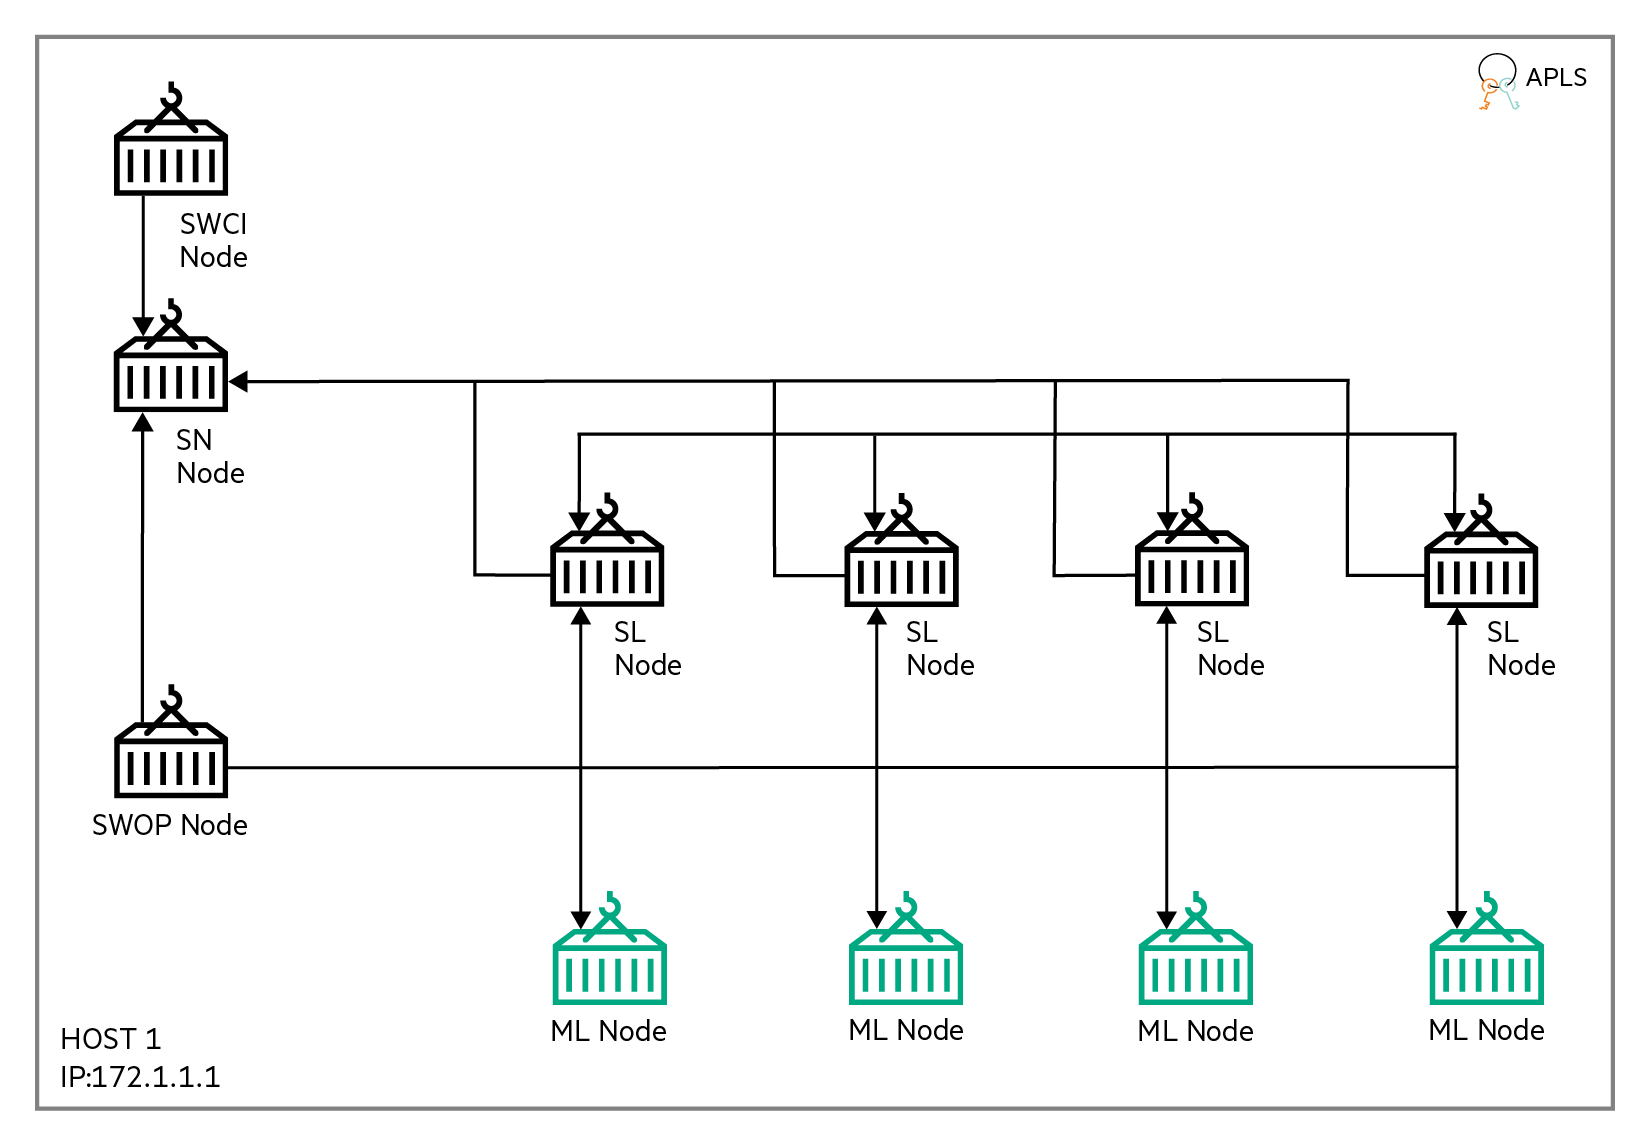 APLS
SWCI
Node
SN
Node
SL
Node
SL
Node
SL
Node
SL
Node
SWOP Node
ML Node
ML Node
ML Node
ML Node
HOST 1
IP:172.1.1.1